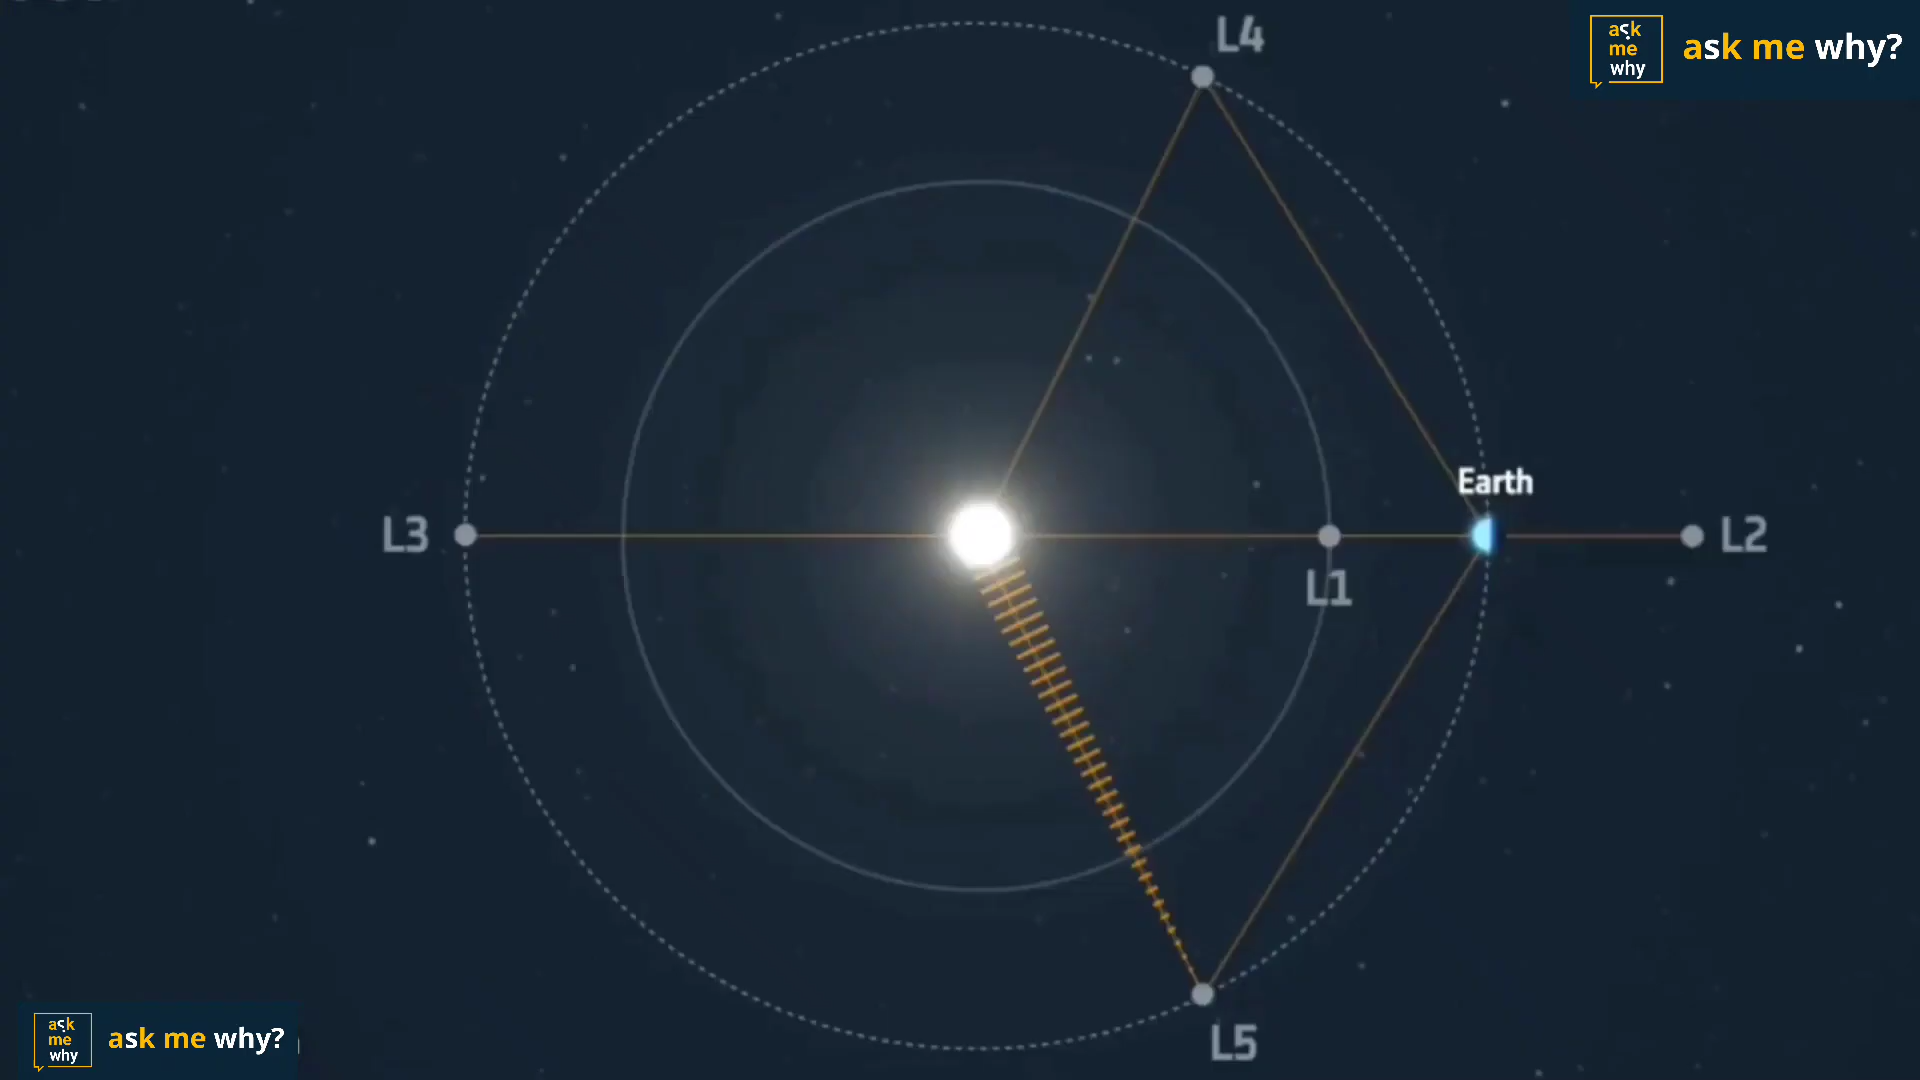 L4
ask
me
why
ask me why?
Earth
L3
L2
L1
L5
ask
me
why
ask me why?